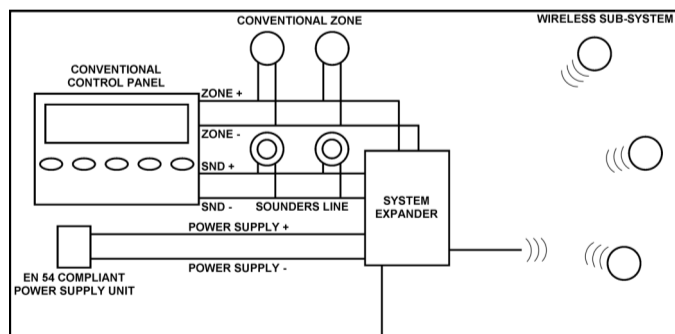 CONVENTIONAL ZONE
WIRELESS SUB-SYSTEM
CONVENTIONAL
CONTROL PANEL
ZONE +
ZONE -
SND +
SND -
SOUNDERS LINE
SYSTEM
EXPANDER
POWER SUPPLY +
POWER SUPPLY -
EN 54 COMPLIANT
POWER SUPPLY UNIT